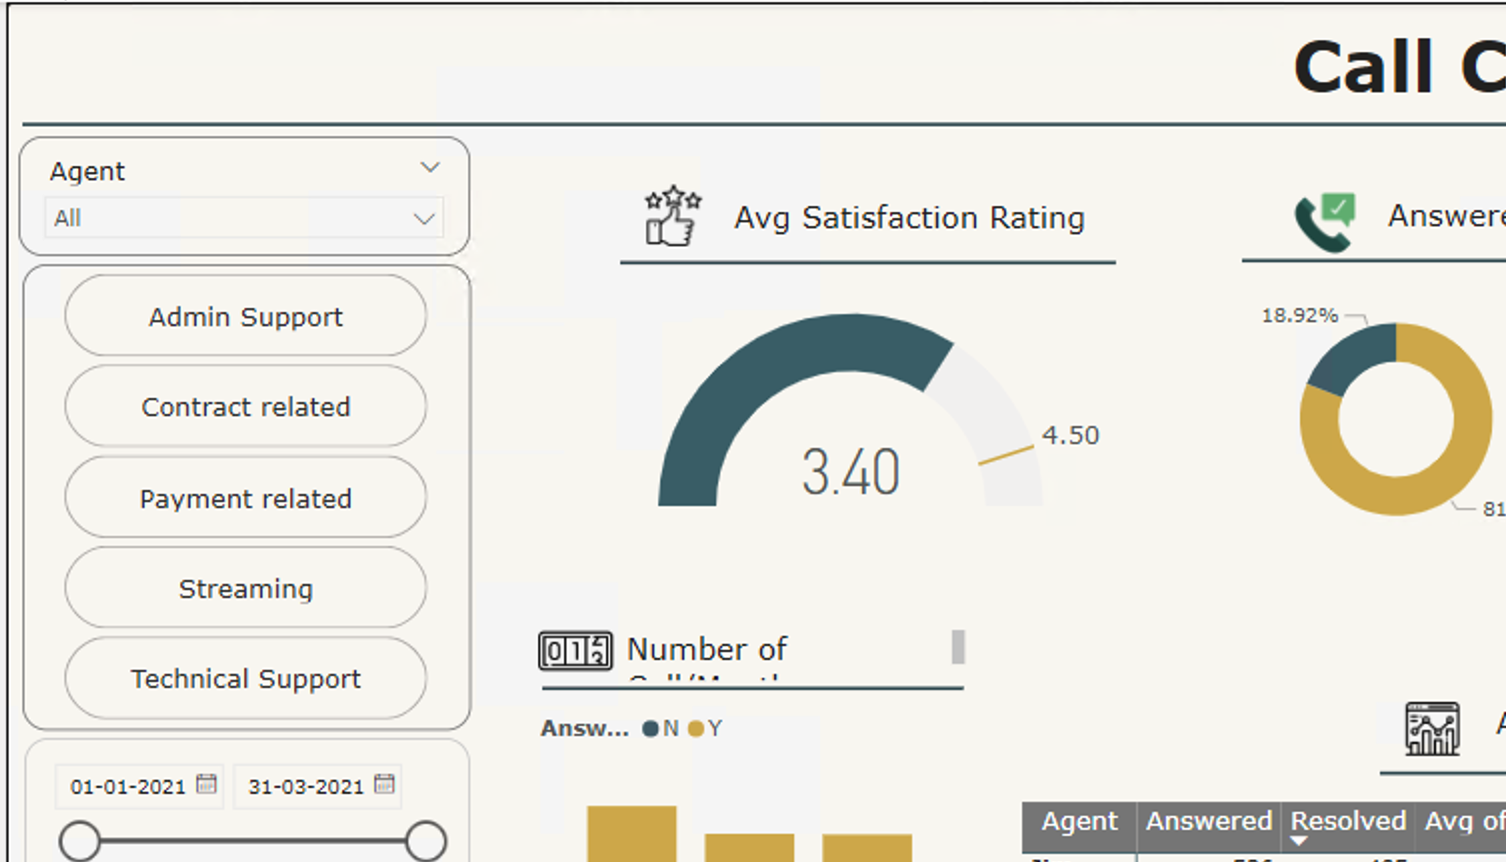 Call C
Agent
All
Admin Support
Contract related
Payment related
Streaming
Technical Support
01-01-2021 31-03-2021
Avg Satisfaction Rating
3.40
4.50
Answere
18.92%
81
Number of
Answ... N Y
Agent Answered Resolved Avg of